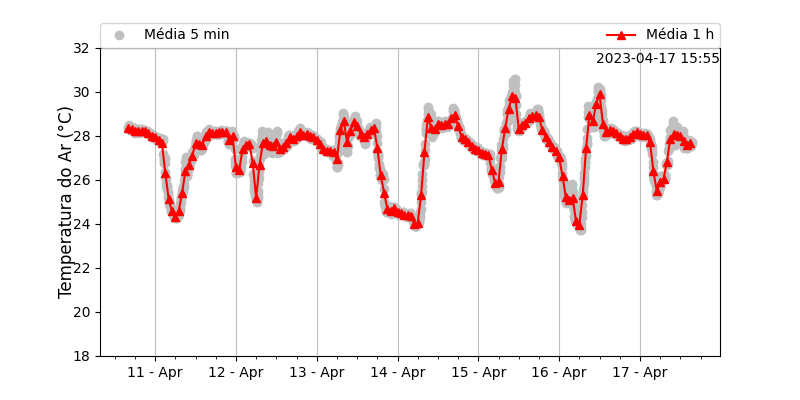 Média 5 min
Média 1 h
2023-04-17 15:55
Temperatura do Ar (°C)
32
30
28
26
24
22
20
18
11 - Apr
12 - Apr
13 - Apr
14 - Apr
15 - Apr
16 - Apr
17 - Apr